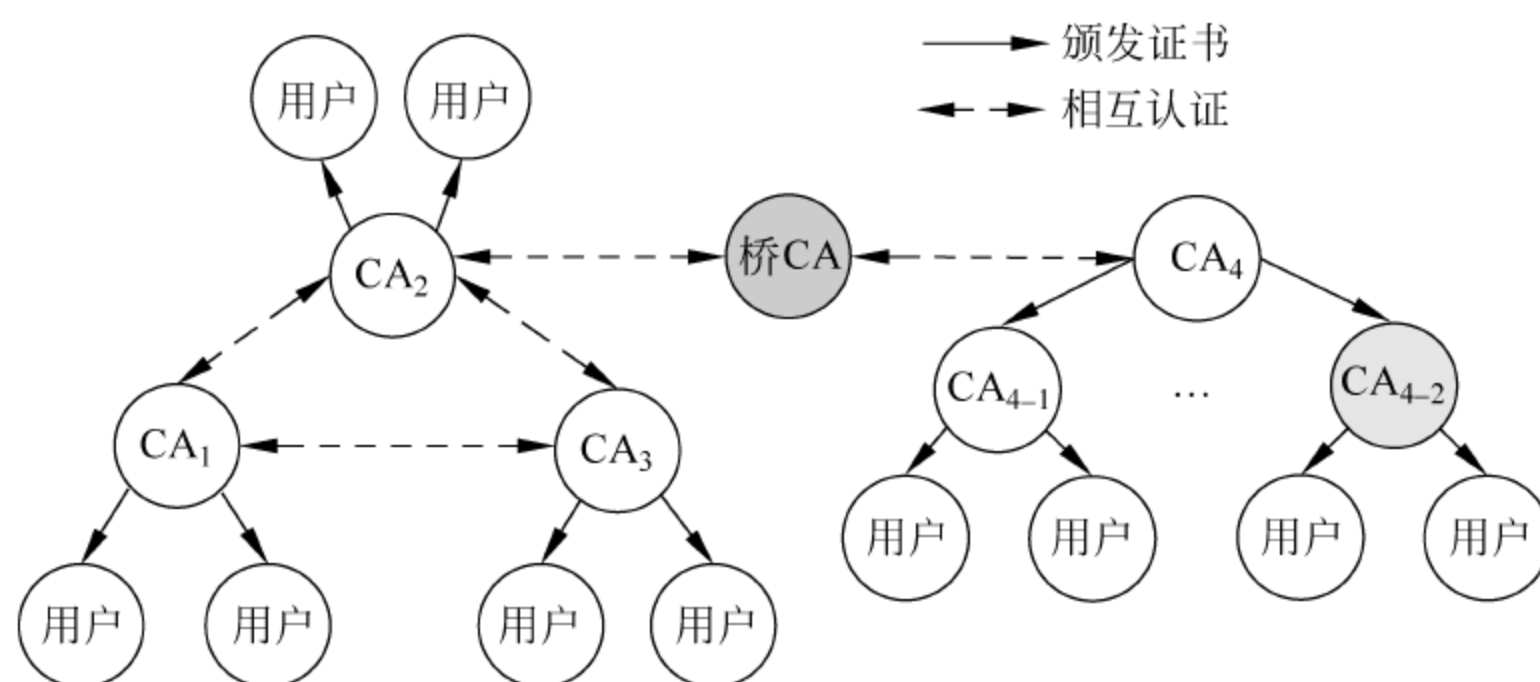 颁发证书
相互认证
用户 用户
CA₂ 桥CA CA₄
CA₄₋₁ … CA₄₋₂
CA₁ CA₃
用户 用户 用户 用户
用户 用户 用户 用户